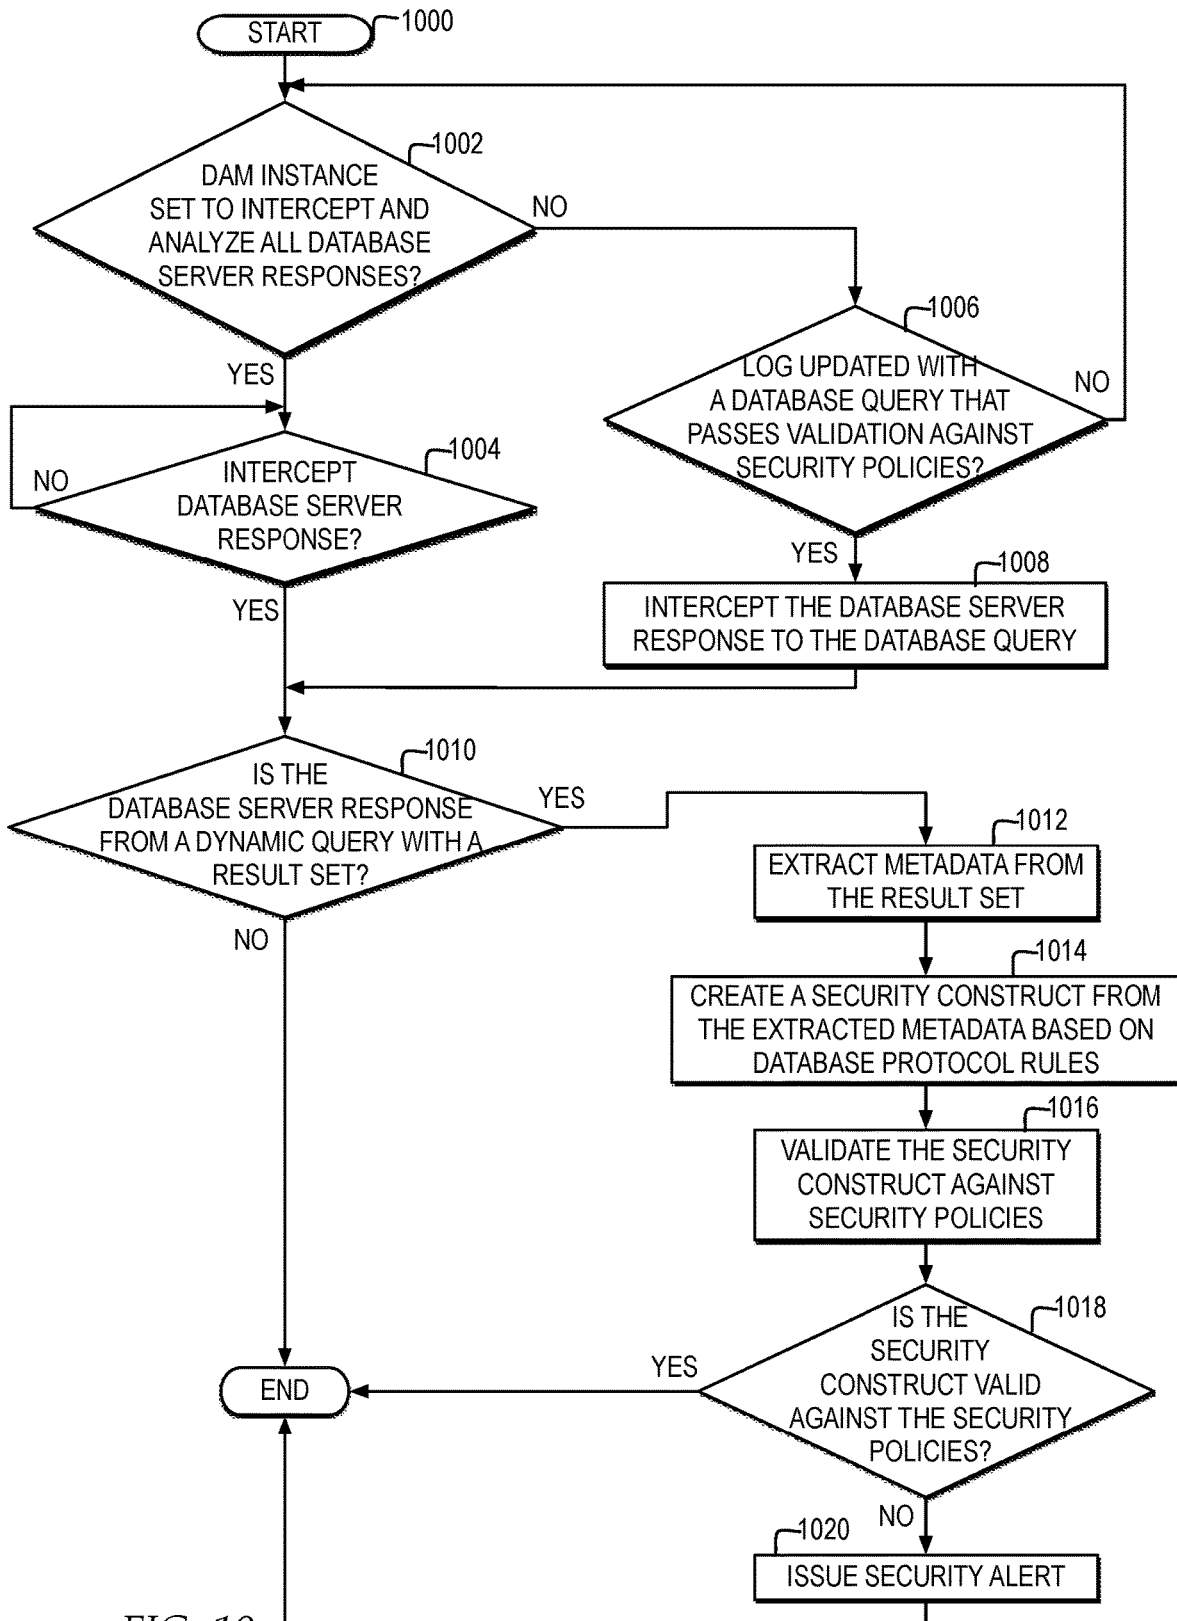 START
1000
1002
DAM INSTANCE
SET TO INTERCEPT AND
ANALYZE ALL DATABASE
SERVER RESPONSES?
NO
YES
1006
LOG UPDATED WITH
A DATABASE QUERY THAT
PASSES VALIDATION AGAINST
SECURITY POLICIES?
NO
YES
1004
INTERCEPT
DATABASE SERVER
RESPONSE?
NO
YES
1008
INTERCEPT THE DATABASE SERVER
RESPONSE TO THE DATABASE QUERY
1010
IS THE
DATABASE SERVER RESPONSE
FROM A DYNAMIC QUERY WITH A
RESULT SET?
YES
NO
1012
EXTRACT METADATA FROM
THE RESULT SET
1014
CREATE A SECURITY CONSTRUCT FROM
THE EXTRACTED METADATA BASED ON
DATABASE PROTOCOL RULES
1016
VALIDATE THE SECURITY
CONSTRUCT AGAINST
SECURITY POLICIES
1018
IS THE
SECURITY
CONSTRUCT VALID
AGAINST THE SECURITY
POLICIES?
YES
NO
END
1020
ISSUE SECURITY ALERT
FIG. 10